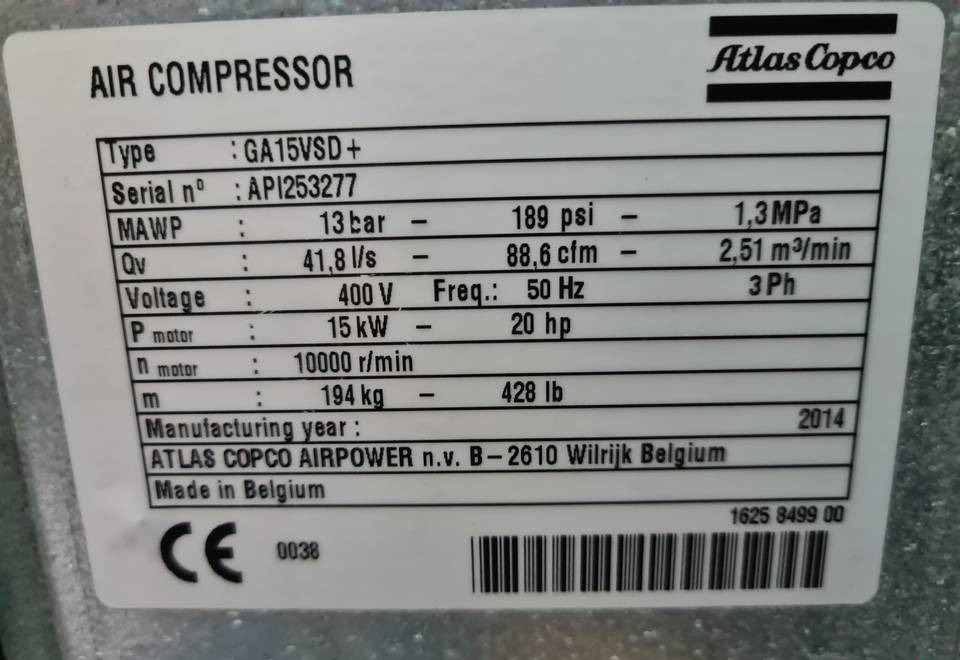 Atlas Copco
AIR COMPRESSOR
Type : GA15VSD+
Serial nº : API253277
MAWP : 13 bar – 189 psi – 1,3 MPa
Qv : 41,8 l/s – 88,6 cfm – 2,51 m³/min
Voltage : 400 V Freq.: 50 Hz 3 Ph
P motor : 15 kW – 20 hp
n motor : 10000 r/min
m : 194 kg – 428 lb
Manufacturing year : 2014
ATLAS COPCO AIRPOWER n.v. B–2610 Wilrijk Belgium
Made in Belgium
1625 8499 00
CE 0038